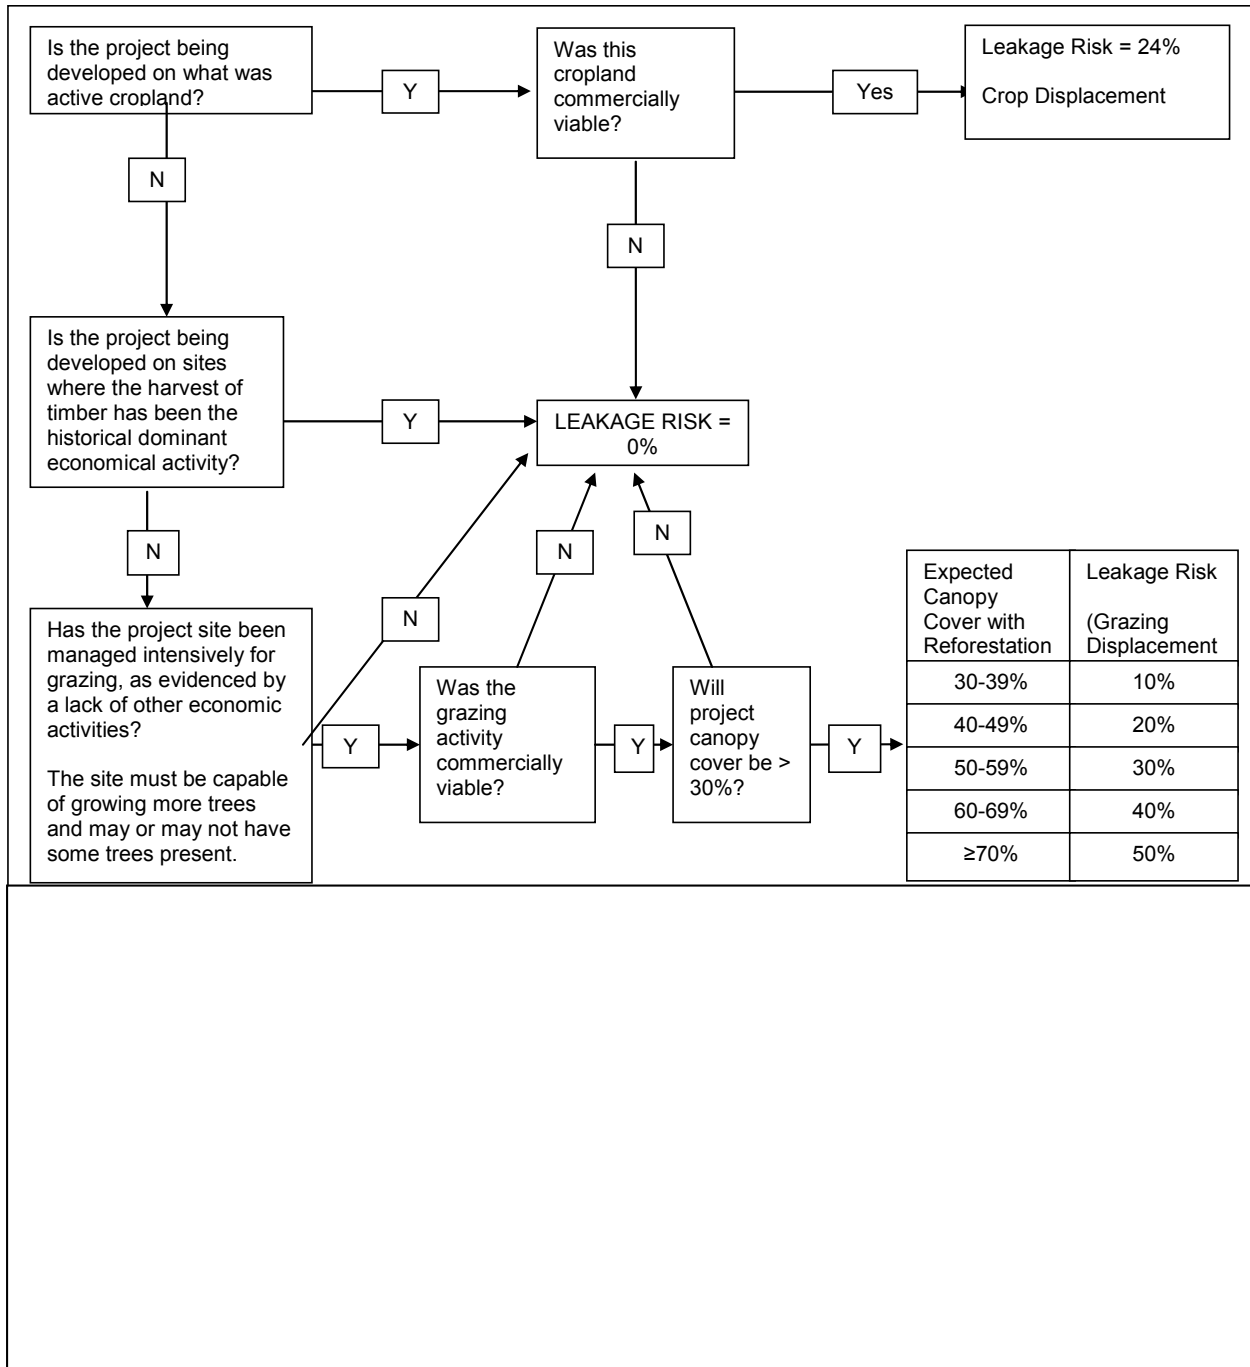 Is the project being
developed on what was
active cropland?
Y
Was this
cropland
commercially
viable?
Yes
Leakage Risk = 24%
Crop Displacement
N
N
Is the project being
developed on sites
where the harvest of
timber has been the
historical dominant
economical activity?
Y
LEAKAGE RISK =
0%
N
N
N
N
Has the project site been
managed intensively for
grazing, as evidenced by
a lack of other economic
activities?
The site must be capable
of growing more trees
and may or may not have
some trees present.
Y
Was the
grazing
activity
commercially
viable?
Y
Will
project
canopy
cover be >
30%?
Y
Expected
Canopy
Cover with
Reforestation
Leakage Risk
(Grazing
Displacement
30-39% 10%
40-49% 20%
50-59% 30%
60-69% 40%
≥70% 50%